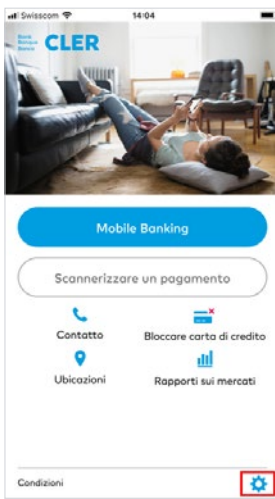 Swisscom
14:04
Bank
Banque
Banca
CLER
Mobile Banking
Scannerizzare un pagamento
Contatto
Bloccare carta di credito
Ubicazioni
Rapporti sui mercati
Condizioni